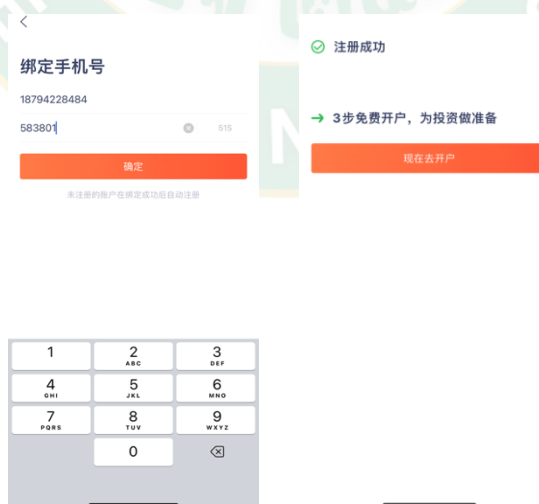 绑定手机号
18794228484
583801
51S
确定
未注册的账户在绑定成功后自动注册
1
2
ABC
3
DEF
4
GHI
5
JKL
6
MNO
7
PQRS
8
TUV
9
WXYZ
0
注册成功
3步免费开户，为投资做准备
现在去开户